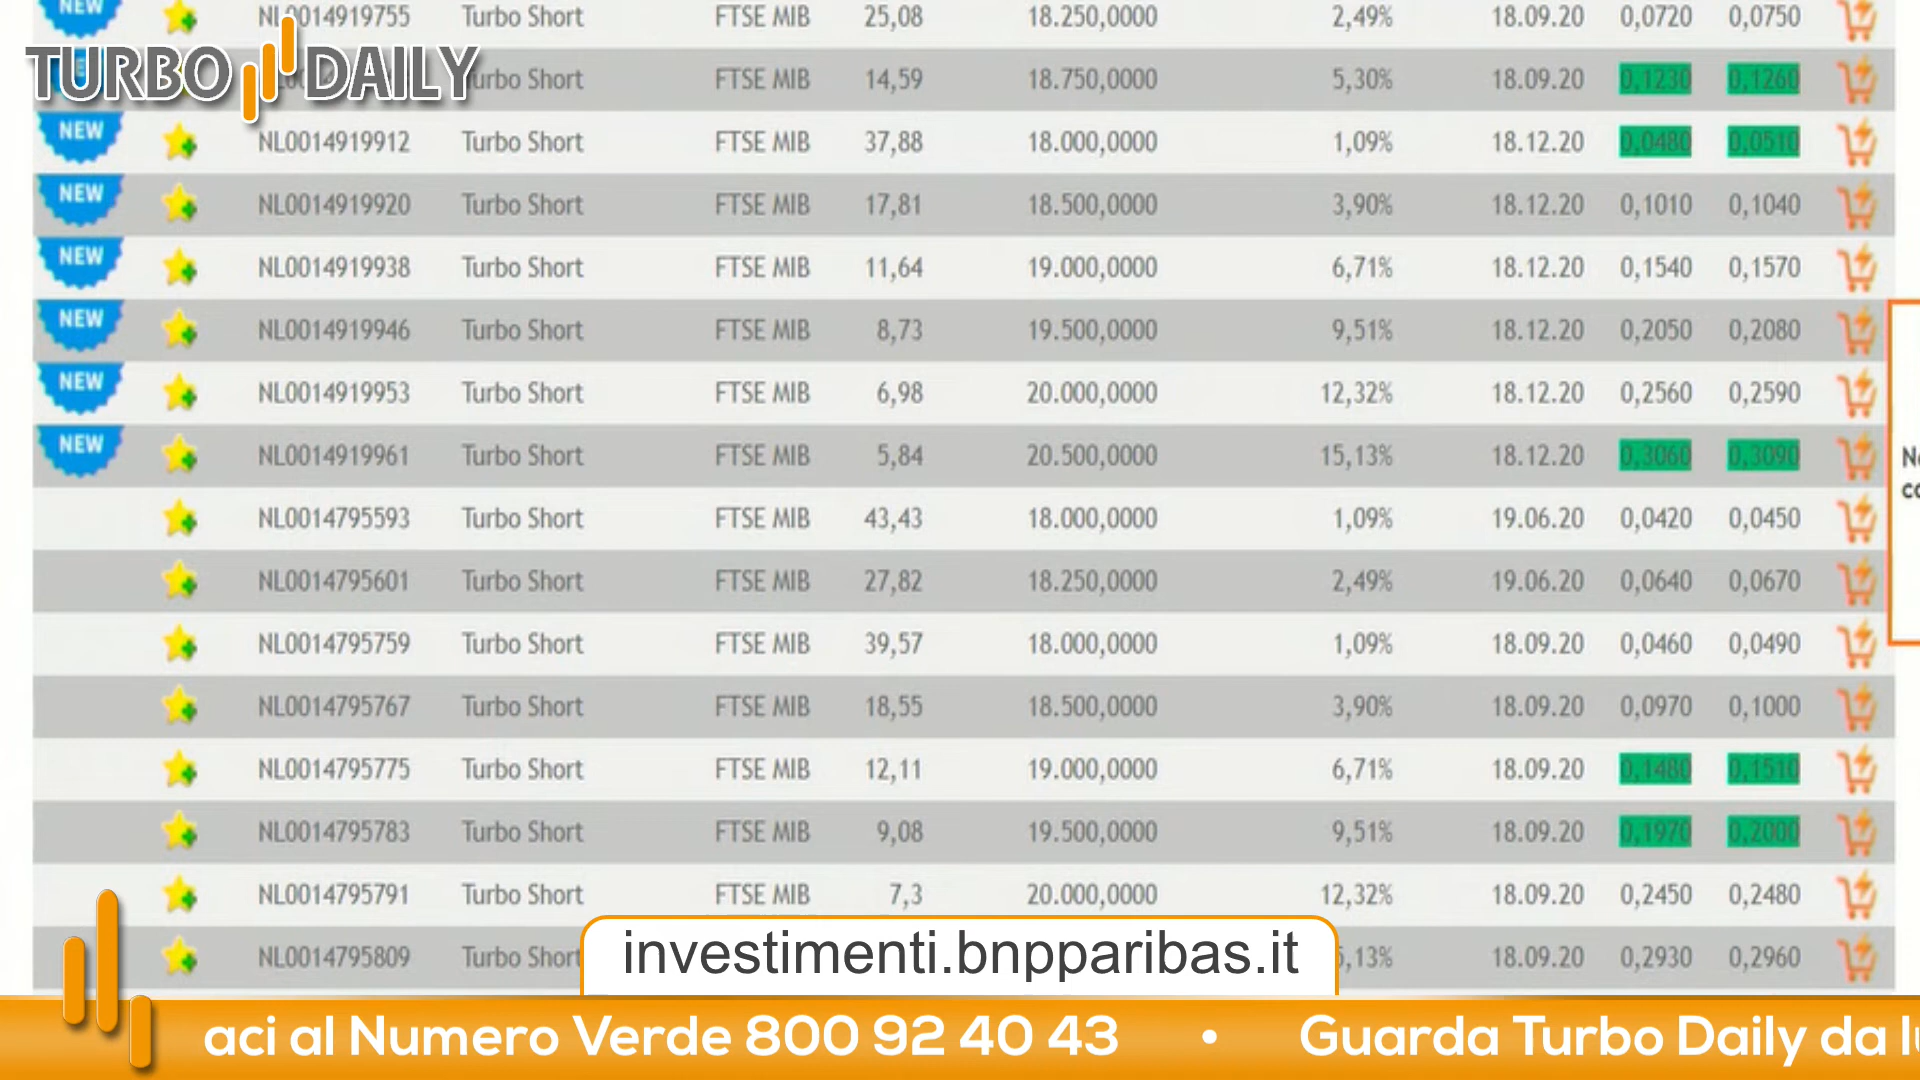 NL0014919755 Turbo Short FTSE MIB 25,08 18.250,0000 2,49% 18.09.20 0,0720 0,0750
TURBO DAILY
Turbo Short FTSE MIB 14,59 18.750,0000 5,30% 18.09.20 0,1230 0,1260
NEW NL0014919912 Turbo Short FTSE MIB 37,88 18.000,0000 1,09% 18.12.20 0,0480 0,0510
NEW NL0014919920 Turbo Short FTSE MIB 17,81 18.500,0000 3,90% 18.12.20 0,1010 0,1040
NEW NL0014919938 Turbo Short FTSE MIB 11,64 19.000,0000 6,71% 18.12.20 0,1540 0,1570
NEW NL0014919946 Turbo Short FTSE MIB 8,73 19.500,0000 9,51% 18.12.20 0,2050 0,2080
NEW NL0014919953 Turbo Short FTSE MIB 6,98 20.000,0000 12,32% 18.12.20 0,2560 0,2590
NEW NL0014919961 Turbo Short FTSE MIB 5,84 20.500,0000 15,13% 18.12.20 0,3060 0,3090
NL0014795593 Turbo Short FTSE MIB 43,43 18.000,0000 1,09% 19.06.20 0,0420 0,0450
NL0014795601 Turbo Short FTSE MIB 27,82 18.250,0000 2,49% 19.06.20 0,0640 0,0670
NL0014795759 Turbo Short FTSE MIB 39,57 18.000,0000 1,09% 18.09.20 0,0460 0,0490
NL0014795767 Turbo Short FTSE MIB 18,55 18.500,0000 3,90% 18.09.20 0,0970 0,1000
NL0014795775 Turbo Short FTSE MIB 12,11 19.000,0000 6,71% 18.09.20 0,1480 0,1510
NL0014795783 Turbo Short FTSE MIB 9,08 19.500,0000 9,51% 18.09.20 0,1970 0,2000
NL0014795791 Turbo Short FTSE MIB 7,3 20.000,0000 12,32% 18.09.20 0,2450 0,2480
NL0014795809 Turbo Short 5,13% 18.09.20 0,2930 0,2960
investimenti.bnpparibas.it
aci al Numero Verde 800 92 40 43 • Guarda Turbo Daily da